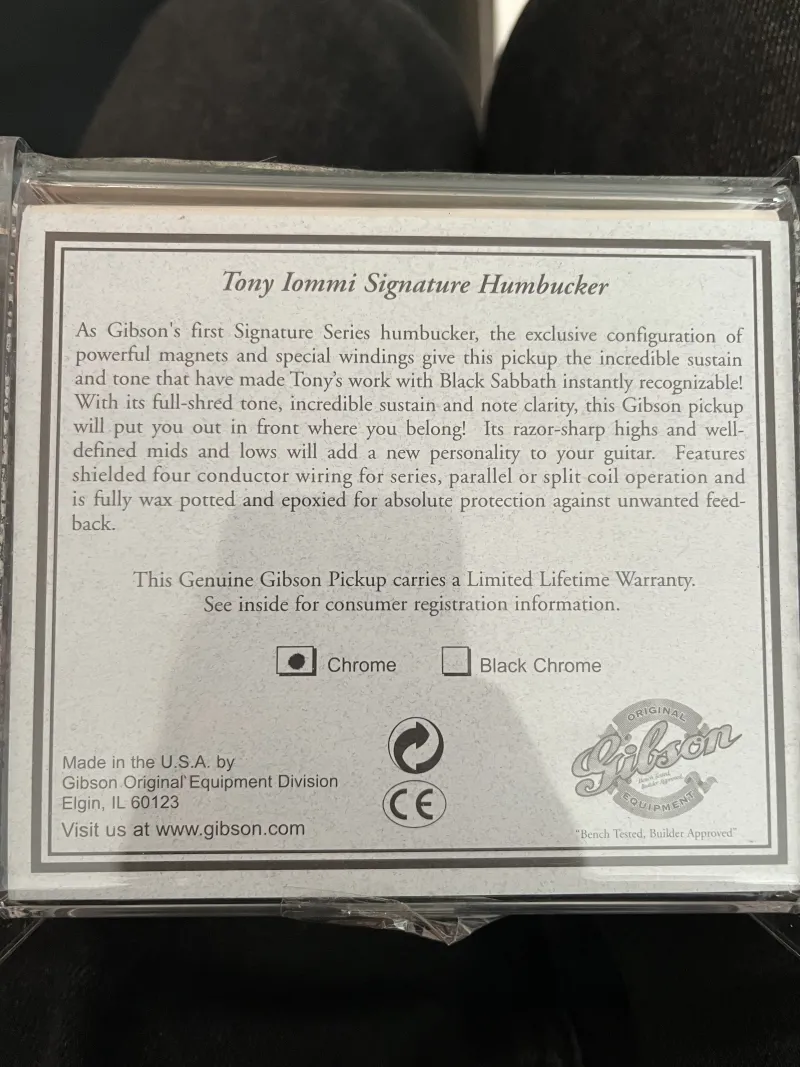 Tony Iommi Signature Humbucker
As Gibson's first Signature Series humbucker, the exclusive configuration of
powerful magnets and special windings give this pickup the incredible sustain
and tone that have made Tony's work with Black Sabbath instantly recognizable!
With its full-shred tone, incredible sustain and note clarity, this Gibson pickup
will put you out in front where you belong! Its razor-sharp highs and well-
defined mids and lows will add a new personality to your guitar. Features
shielded four conductor wiring for series, parallel or split coil operation and
is fully wax potted and epoxied for absolute protection against unwanted feed-
back.
This Genuine Gibson Pickup carries a Limited Lifetime Warranty.
See inside for consumer registration information.
Chrome Black Chrome
Made in the U.S.A. by
Gibson Original Equipment Division
Elgin, IL 60123
Visit us at www.gibson.com
CE
ORIGINAL
Gibson
Bench Tested,
Builder Approved
EQUIPMENT
"Bench Tested, Builder Approved"